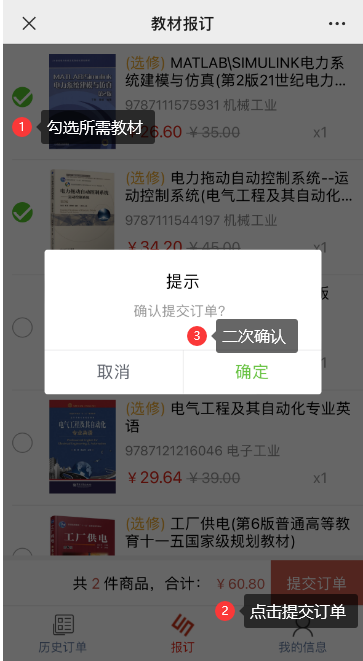 教材报订
(选修) MATLAB\SIMULINK电力系
统建模与仿真(第2版21世纪电力...
9787111575931 机械工业
¥26.60 ¥35.00 x1
1 勾选所需教材
(选修) 电力拖动自动控制系统--运
动控制系统(电气工程及其自动化...
9787111544197 机械工业
¥34.20 ¥45.00 x1
版
提示
确认提交订单?
3 二次确认
取消 确定
(选修) 电气工程及其自动化专业英
语
9787121216046 电子工业
¥29.64 ¥39.00 x1
电气工程及其自动化
专业英语
(选修) 工厂供电(第6版普通高等教
育十一五国家级规划教材)
工厂供电
共 2 件商品，合计： ¥60.80 提交订单
2 点击提交订单
历史订单 报订 我的信息